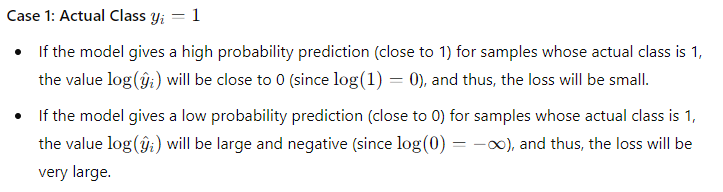 Case 1: Actual Class yᵢ = 1
• If the model gives a high probability prediction (close to 1) for samples whose actual class is 1,
the value log(ŷᵢ) will be close to 0 (since log(1) = 0), and thus, the loss will be small.
• If the model gives a low probability prediction (close to 0) for samples whose actual class is 1,
the value log(ŷᵢ) will be large and negative (since log(0) = −∞), and thus, the loss will be
very large.